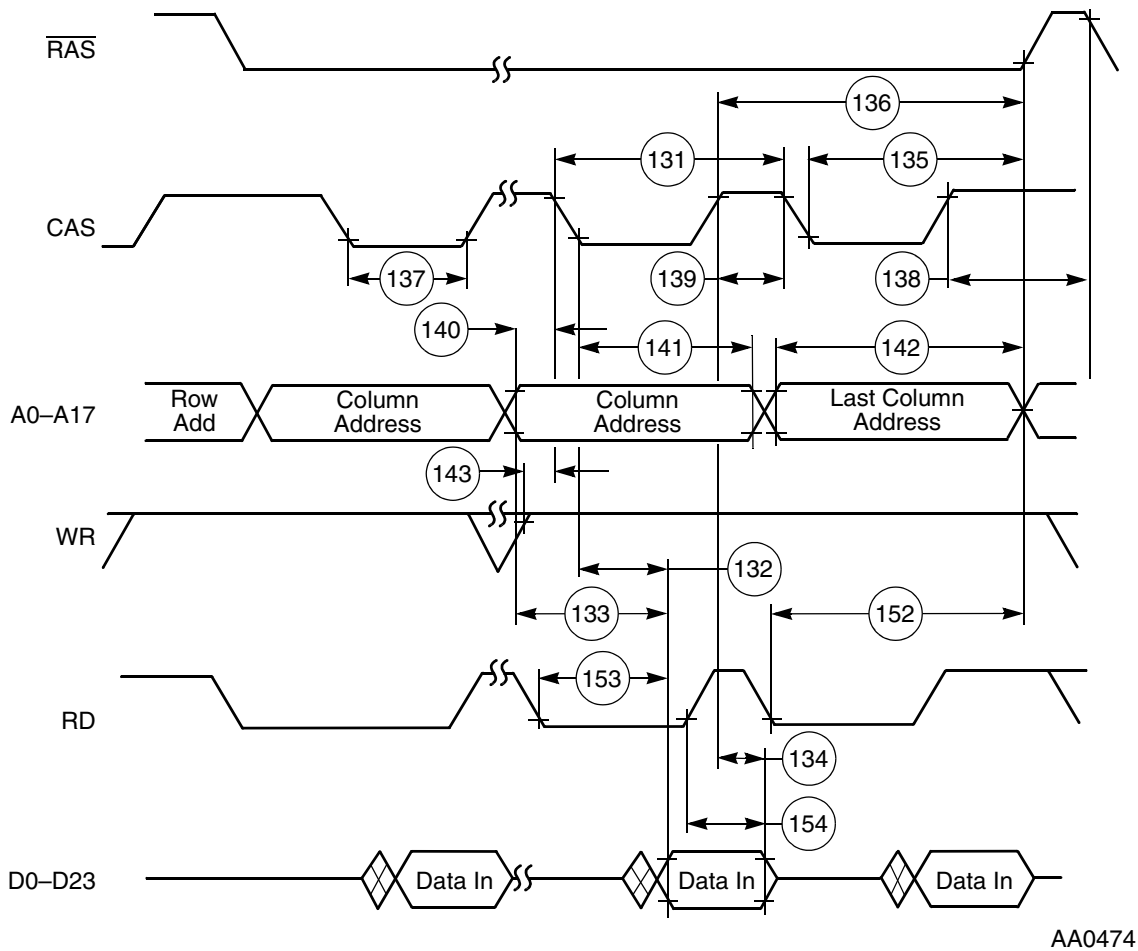 RAS
136
131
135
CAS
137
139
138
140
141
142
A0–A17
Row
Add
Column
Address
Column
Address
Last Column
Address
143
WR
132
133
152
153
RD
134
154
D0–D23
Data In
Data In
Data In
AA0474